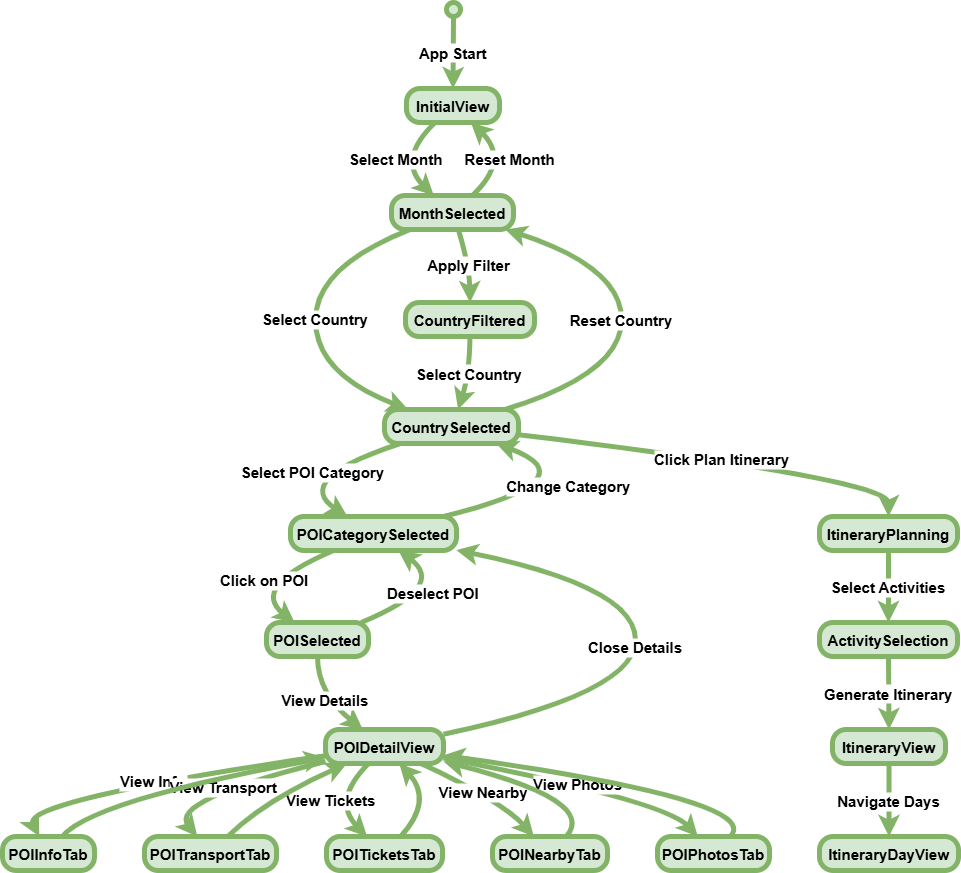 App Start
InitialView
Select Month
Reset Month
MonthSelected
Apply Filter
Select Country
CountryFiltered
Reset Country
Select Country
CountrySelected
Click Plan Itinerary
Select POI Category
Change Category
POICategorySelected
ItineraryPlanning
Click on POI
Deselect POI
Select Activities
POISelected
ActivitySelection
Close Details
View Details
Generate Itinerary
POIDetailView
ItineraryView
View Info
View Transport
View Tickets
View Nearby
View Photos
Navigate Days
POIInfoTab
POITransportTab
POITicketsTab
POINearbyTab
POIPhotosTab
ItineraryDayView